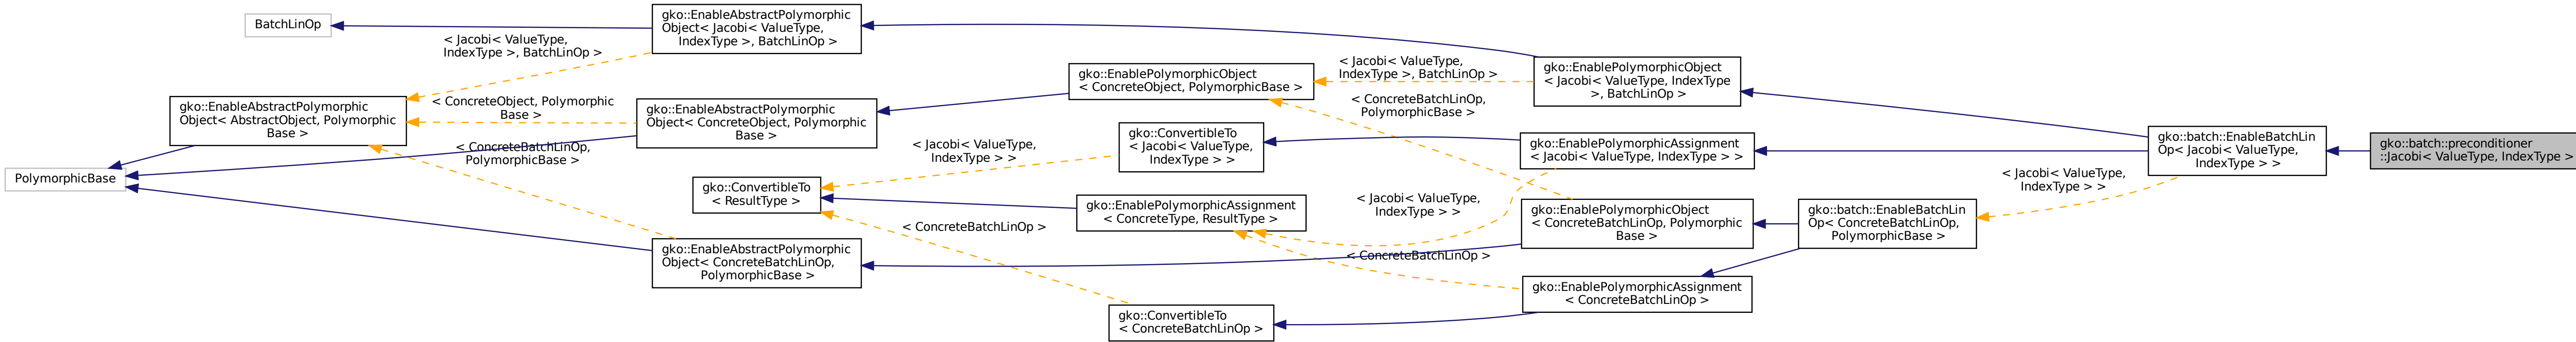 BatchLinOp
gko::EnableAbstractPolymorphic
Object< Jacobi< ValueType,
IndexType >, BatchLinOp >
< Jacobi< ValueType,
IndexType >, BatchLinOp >
gko::EnableAbstractPolymorphic
Object< AbstractObject, Polymorphic
Base >
< ConcreteObject, Polymorphic
Base >
gko::EnableAbstractPolymorphic
Object< ConcreteObject, Polymorphic
Base >
< ConcreteBatchLinOp,
PolymorphicBase >
PolymorphicBase
gko::ConvertibleTo
< ResultType >
gko::EnableAbstractPolymorphic
Object< ConcreteBatchLinOp,
PolymorphicBase >
< Jacobi< ValueType,
IndexType > >
< ConcreteBatchLinOp >
gko::EnablePolymorphicObject
< ConcreteObject, PolymorphicBase >
gko::ConvertibleTo
< Jacobi< ValueType,
IndexType > >
gko::EnablePolymorphicAssignment
< ConcreteType, ResultType >
gko::ConvertibleTo
< ConcreteBatchLinOp >
< Jacobi< ValueType,
IndexType >, BatchLinOp >
< ConcreteBatchLinOp,
PolymorphicBase >
< Jacobi< ValueType,
IndexType > >
< ConcreteBatchLinOp >
gko::EnablePolymorphicObject
< Jacobi< ValueType, IndexType
>, BatchLinOp >
gko::EnablePolymorphicAssignment
< Jacobi< ValueType, IndexType > >
gko::EnablePolymorphicObject
< ConcreteBatchLinOp, Polymorphic
Base >
gko::EnablePolymorphicAssignment
< ConcreteBatchLinOp >
gko::batch::EnableBatchLin
Op< ConcreteBatchLinOp,
PolymorphicBase >
< Jacobi< ValueType,
IndexType > >
gko::batch::EnableBatchLin
Op< Jacobi< ValueType,
IndexType > >
gko::batch::preconditioner
::Jacobi< ValueType, IndexType >